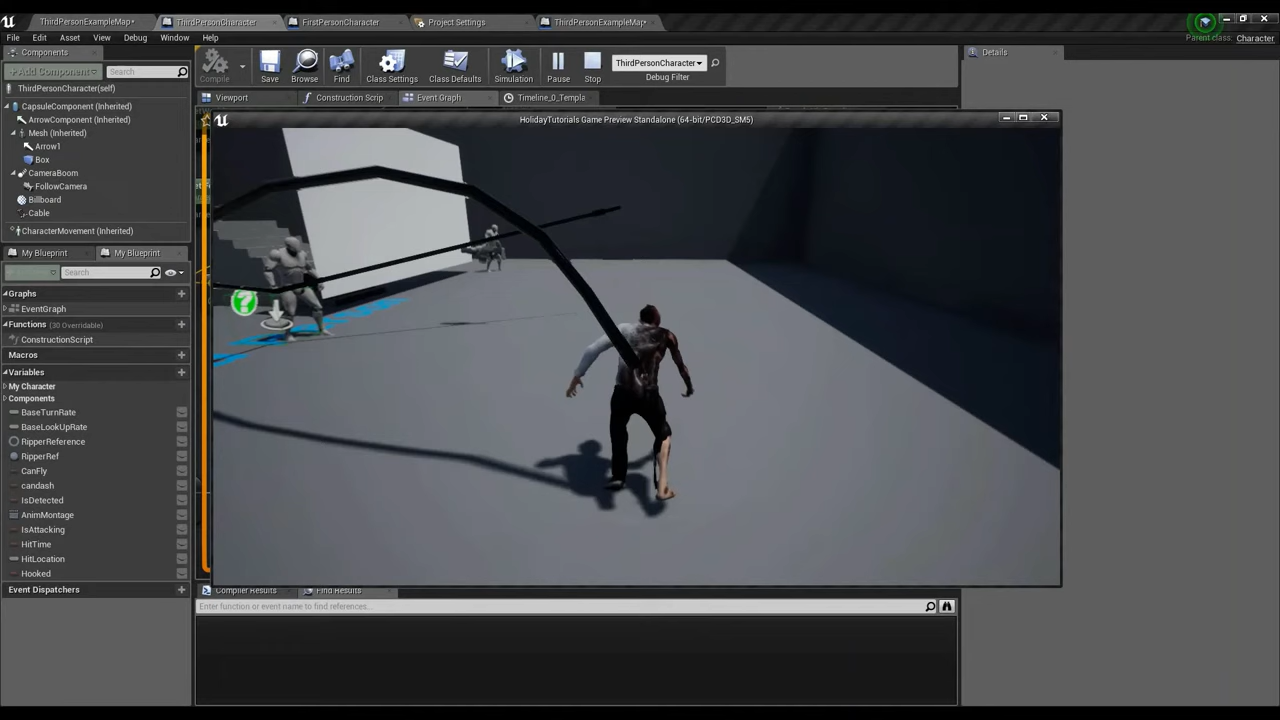 ThirdPersonExampleMap*
ThirdPersonCharacter
FirstPersonCharacter
Project Settings
ThirdPersonExampleMap*
File Edit Asset View Debug Window Help
Parent class: Character
Components
+ Add Component
Search
ThirdPersonCharacter(self)
CapsuleComponent (Inherited)
ArrowComponent (Inherited)
Mesh (Inherited)
Arrow1
Box
CameraBoom
FollowCamera
Billboard
Cable
CharacterMovement (Inherited)
Compile
Save
Browse
Find
Class Settings
Class Defaults
Simulation
Pause
Stop
ThirdPersonCharacter
Debug Filter
Details
Viewport
Construction Scrip
Event Graph
Timeline_0_Templa
HolidayTutorials Game Preview Standalone (64-bit/PCD3D_SM5)
My Blueprint
My Blueprint
Search
Graphs
EventGraph
Functions (30 Overridable)
ConstructionScript
Macros
Variables
My Character
Components
BaseTurnRate
BaseLookUpRate
RipperReference
RipperRef
CanFly
candash
IsDetected
AnimMontage
IsAttacking
HitTime
HitLocation
Hooked
Event Dispatchers
Compiler Results
Find Results
Enter function or event name to find references...